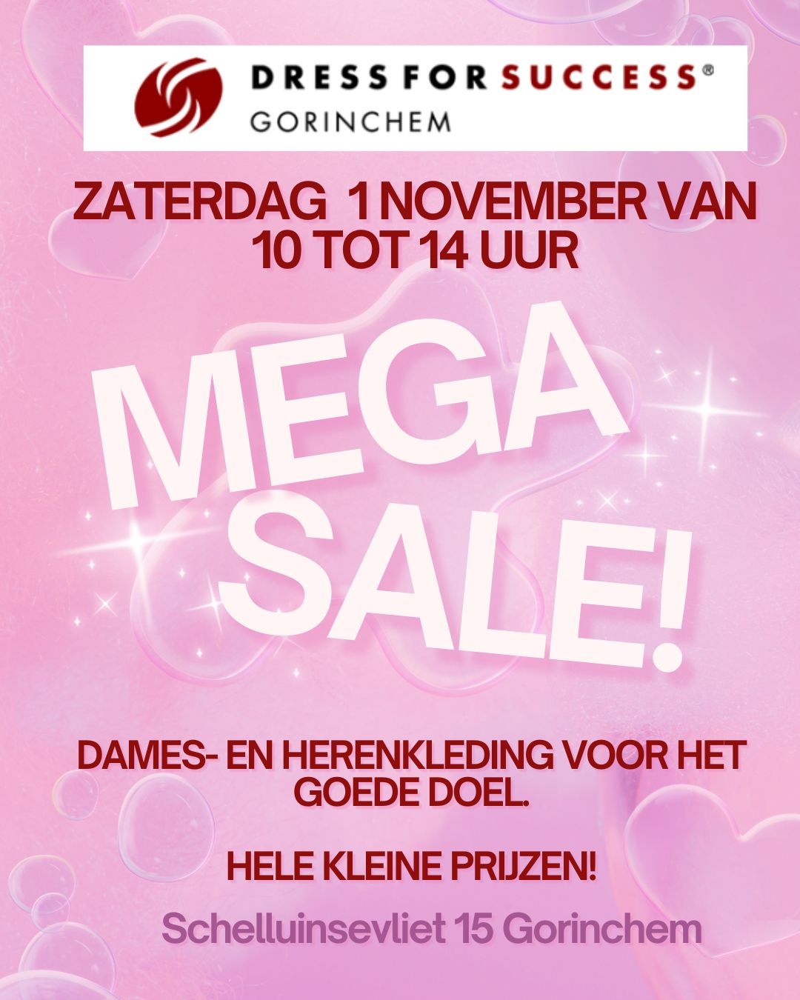 DRESS FOR SUCCESS®
GORINCHEM
ZATERDAG 1 NOVEMBER VAN
10 TOT 14 UUR
MEGA
SALE!
DAMES- EN HERENKLEDING VOOR HET
GOEDE DOEL.
HELE KLEINE PRIJZEN!
Schelluinsevliet 15 Gorinchem